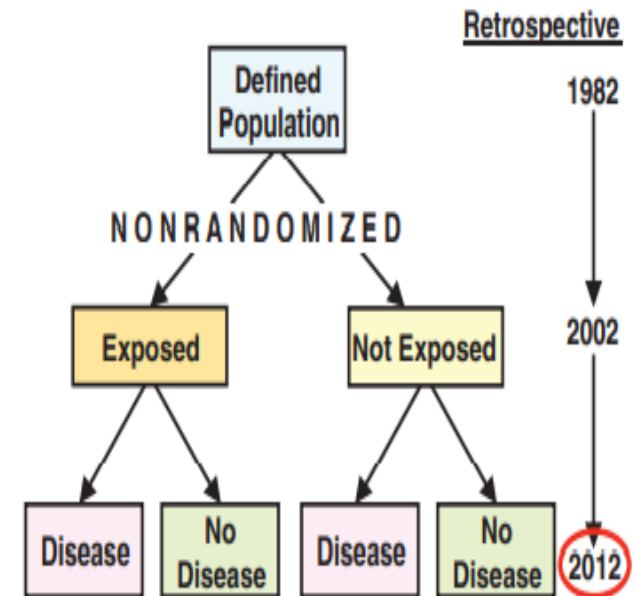 Retrospective
Defined
Population
1982
NONRANDOMIZED
Exposed
Not Exposed
2002
Disease
No
Disease
Disease
No
Disease
2012